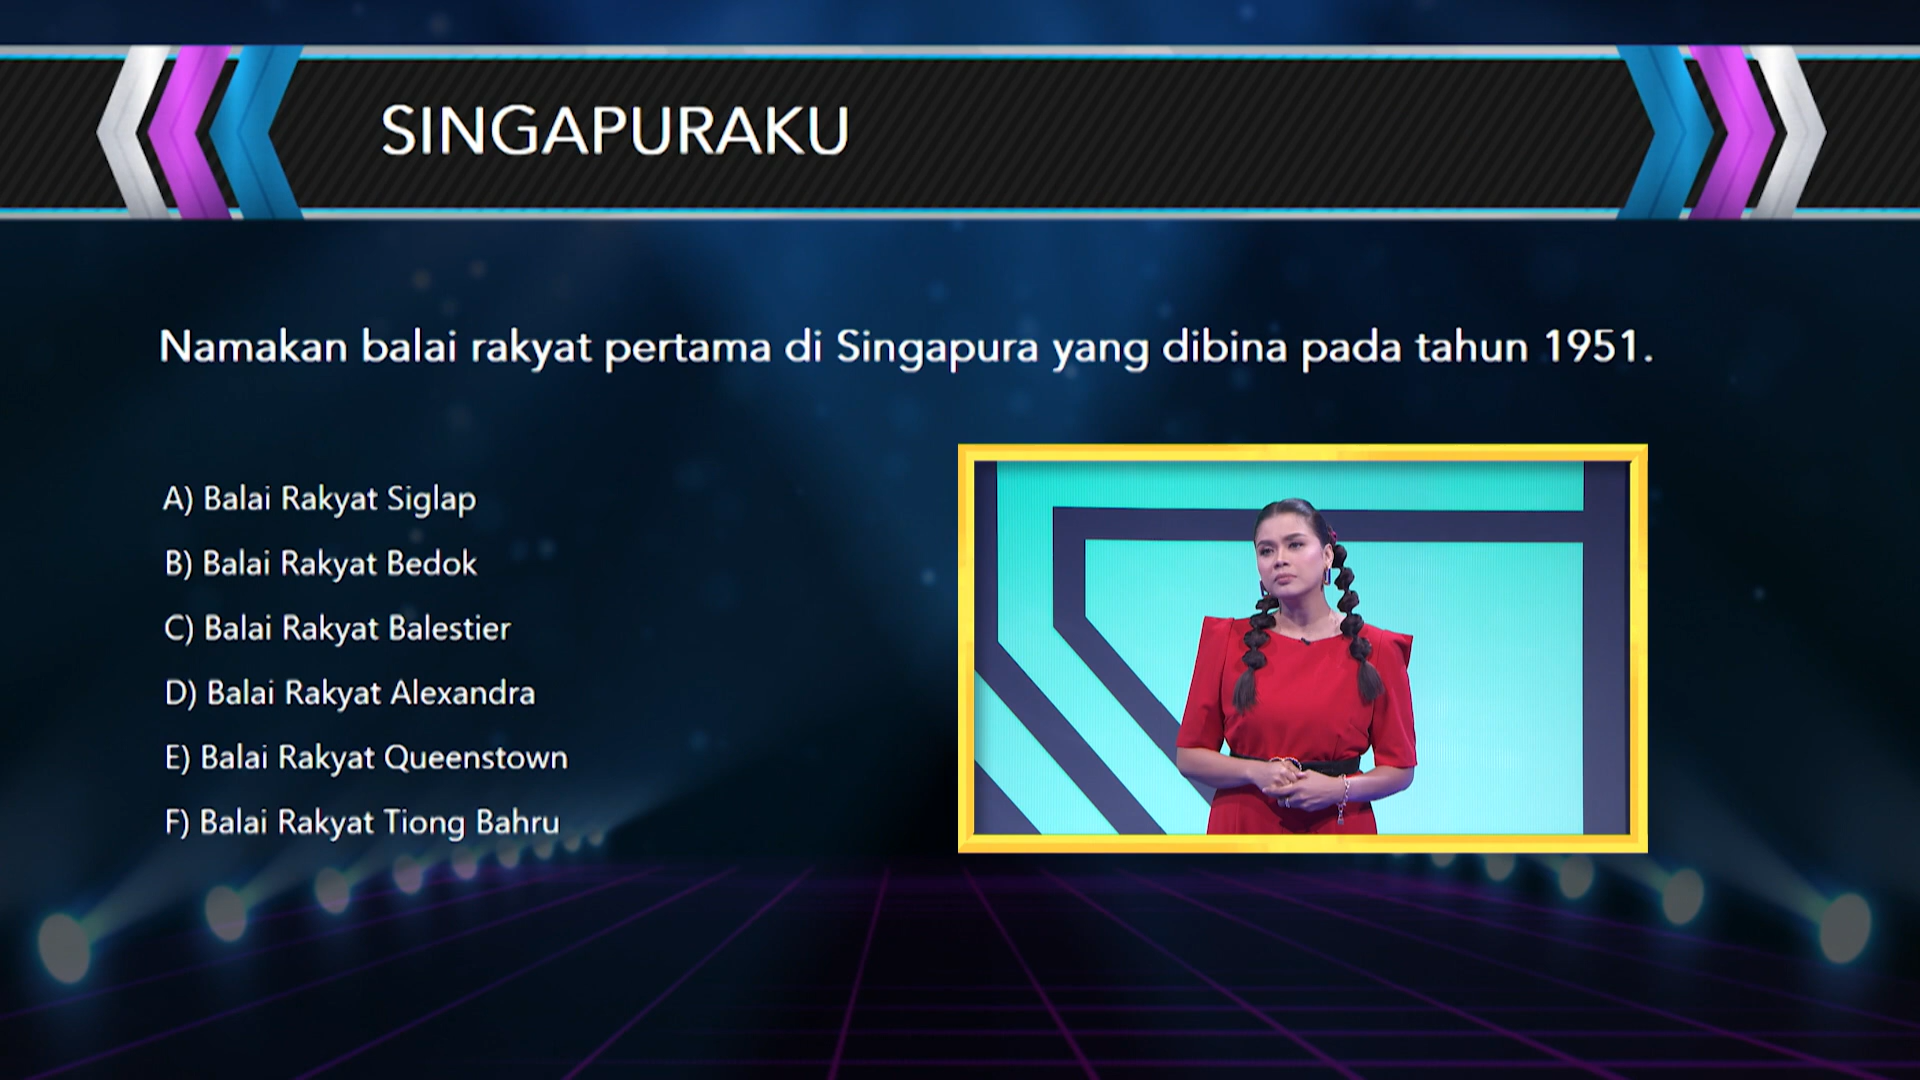 SINGAPURAKU
Namakan balai rakyat pertama di Singapura yang dibina pada tahun 1951.
A) Balai Rakyat Siglap
B) Balai Rakyat Bedok
C) Balai Rakyat Balestier
D) Balai Rakyat Alexandra
E) Balai Rakyat Queenstown
F) Balai Rakyat Tiong Bahru